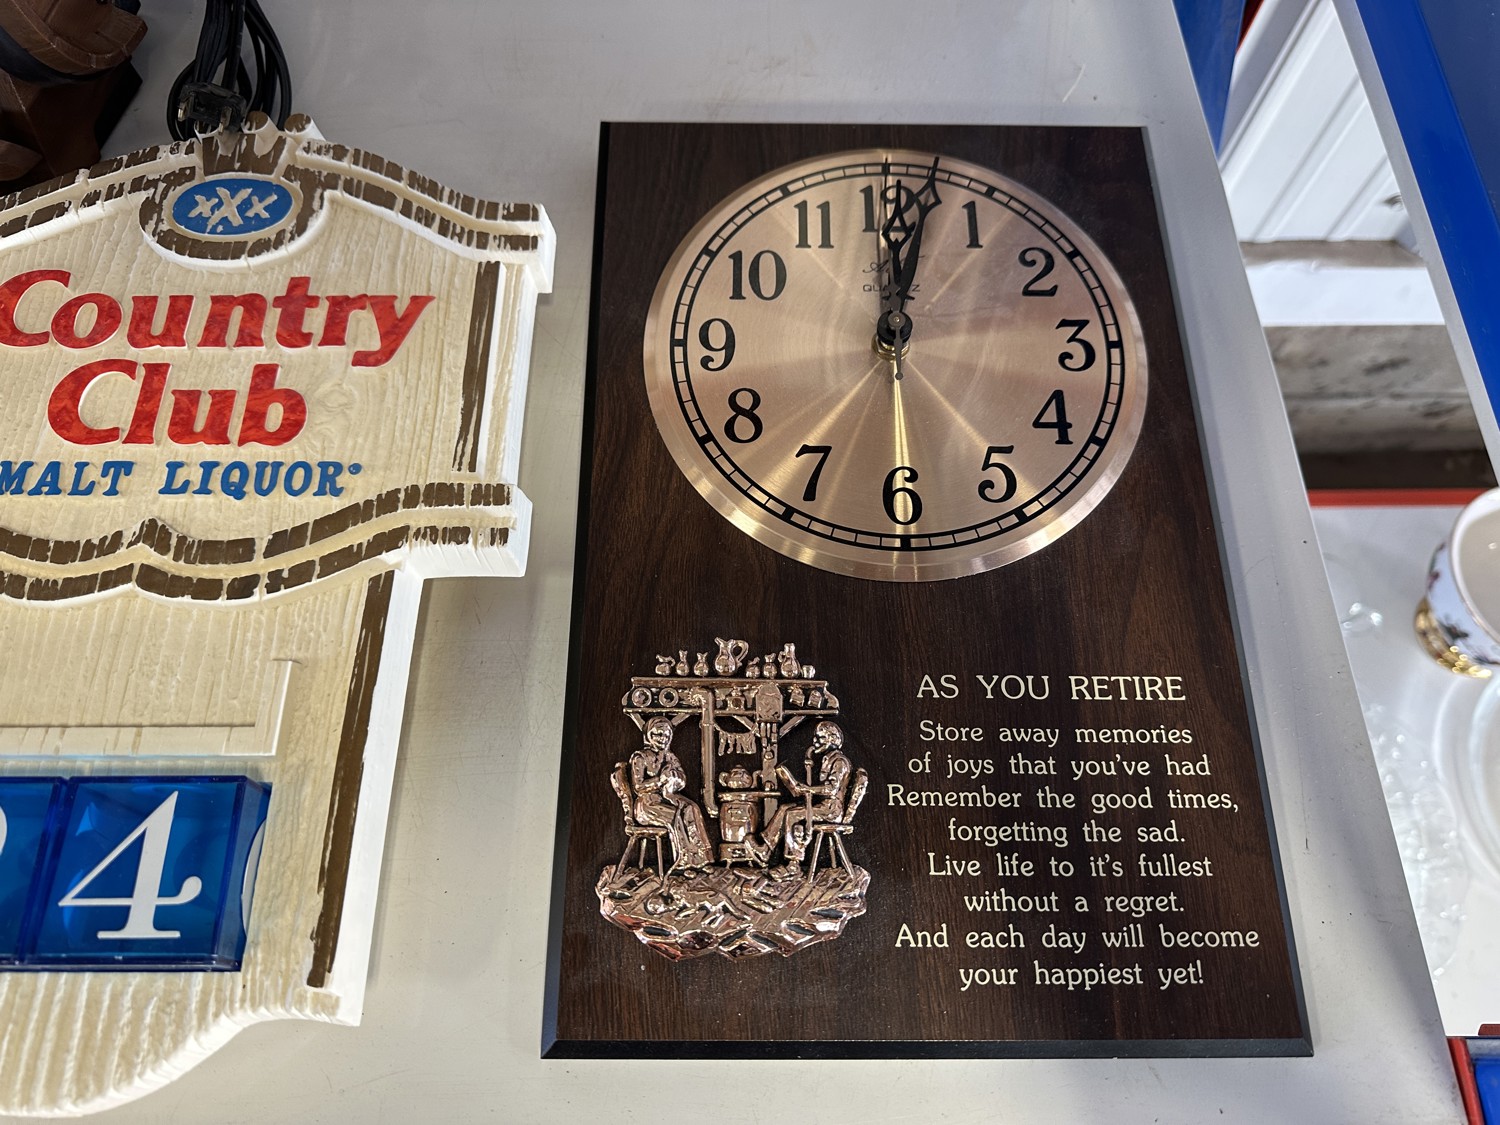 xXx
Country
Club
MALT LIQUOR®
4
11 12 1
10 2
9 3
8 4
7 6 5
QUARTZ
AS YOU RETIRE
Store away memories
of joys that you've had
Remember the good times,
forgetting the sad.
Live life to it's fullest
without a regret.
And each day will become
your happiest yet!